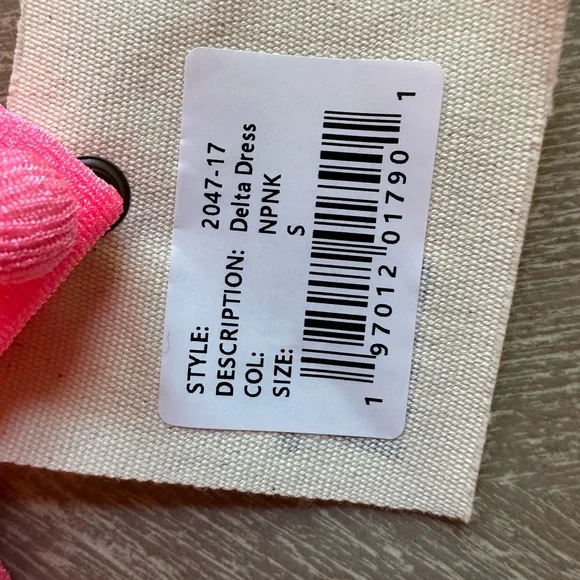 STYLE: 2047-17
DESCRIPTION: Delta Dress
COL: NPNK
SIZE: S
1 97012 01790 1